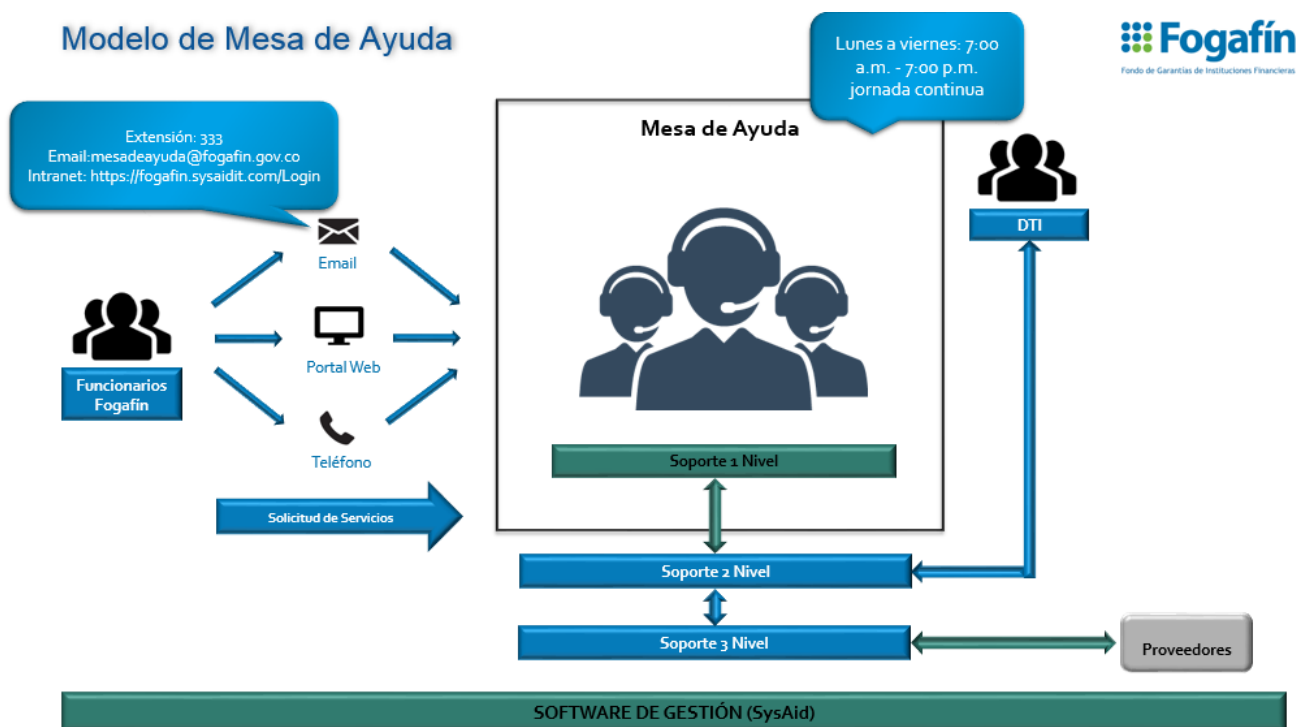 Modelo de Mesa de Ayuda
Lunes a viernes: 7:00
a.m. - 7:00 p.m.
jornada continua
Fogafín
Fondo de Garantías de Instituciones Financieras
Extensión: 333
Email:mesadeayuda@fogafin.gov.co
Intranet: https://fogafin.sysaidit.com/Login
Mesa de Ayuda
DTI
Email
Portal Web
Funcionarios
Fogafín
Teléfono
Soporte 1 Nivel
Solicitud de Servicios
Soporte 2 Nivel
Soporte 3 Nivel
Proveedores
SOFTWARE DE GESTIÓN (SysAid)